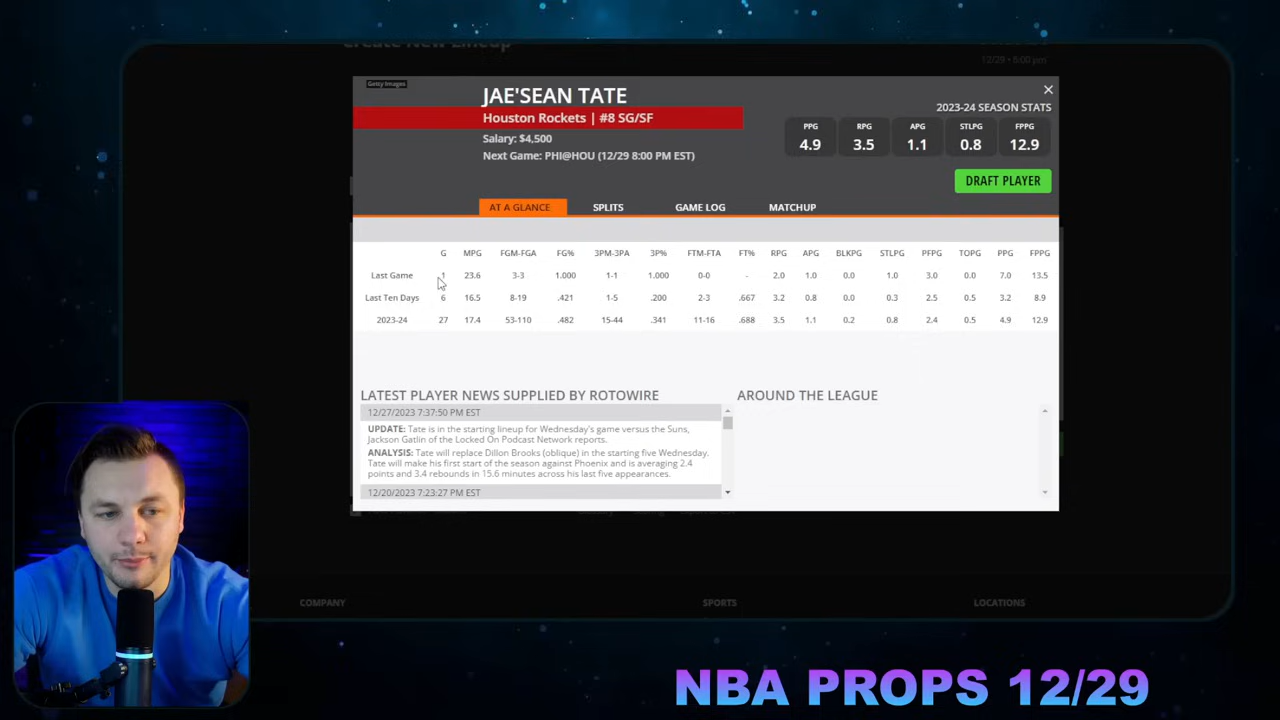 Create New Lineup
12/29 • 8:00 pm
Getty Images
JAE'SEAN TATE
Houston Rockets | #8 SG/SF
Salary: $4,500
Next Game: PHI@HOU (12/29 8:00 PM EST)
2023-24 SEASON STATS
PPG RPG APG STLPG FPPG
4.9 3.5 1.1 0.8 12.9
DRAFT PLAYER
AT A GLANCE SPLITS GAME LOG MATCHUP
G MPG FGM-FGA FG% 3PM-3PA 3P% FTM-FTA FT% RPG APG BLKPG STLPG PFPG TOPG PPG FPPG
Last Game 1 23.6 3-3 1.000 1-1 1.000 0-0 - 2.0 1.0 0.0 1.0 3.0 0.0 7.0 13.5
Last Ten Days 6 16.5 8-19 .421 1-5 .200 2-3 .667 3.2 0.8 0.0 0.3 2.5 0.5 3.2 8.9
2023-24 27 17.4 53-110 .482 15-44 .341 11-16 .688 3.5 1.1 0.2 0.8 2.4 0.5 4.9 12.9
LATEST PLAYER NEWS SUPPLIED BY ROTOWIRE
12/27/2023 7:37:50 PM EST
UPDATE: Tate is in the starting lineup for Wednesday's game versus the Suns,
Jackson Gatlin of the Locked On Podcast Network reports.
ANALYSIS: Tate will replace Dillon Brooks (oblique) in the starting five Wednesday.
Tate will make his first start of the season against Phoenix and is averaging 2.4
points and 3.4 rebounds in 15.6 minutes across his last five appearances.
12/20/2023 7:23:27 PM EST
AROUND THE LEAGUE
COMPANY SPORTS LOCATIONS
NBA PROPS 12/29